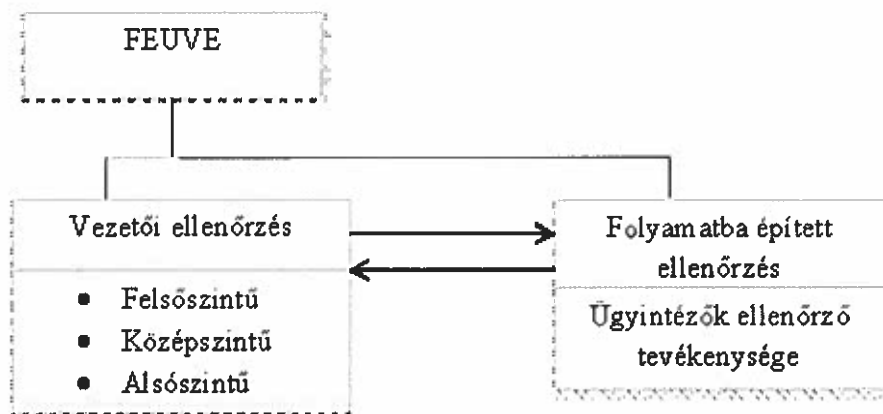 FEUVE
Vezetői ellenőrzés
• Felsőszintű
• Középszintű
• Alsószintű
Folyamatba épített
ellenőrzés
Ügyintézők ellenőrző
tevékenysége